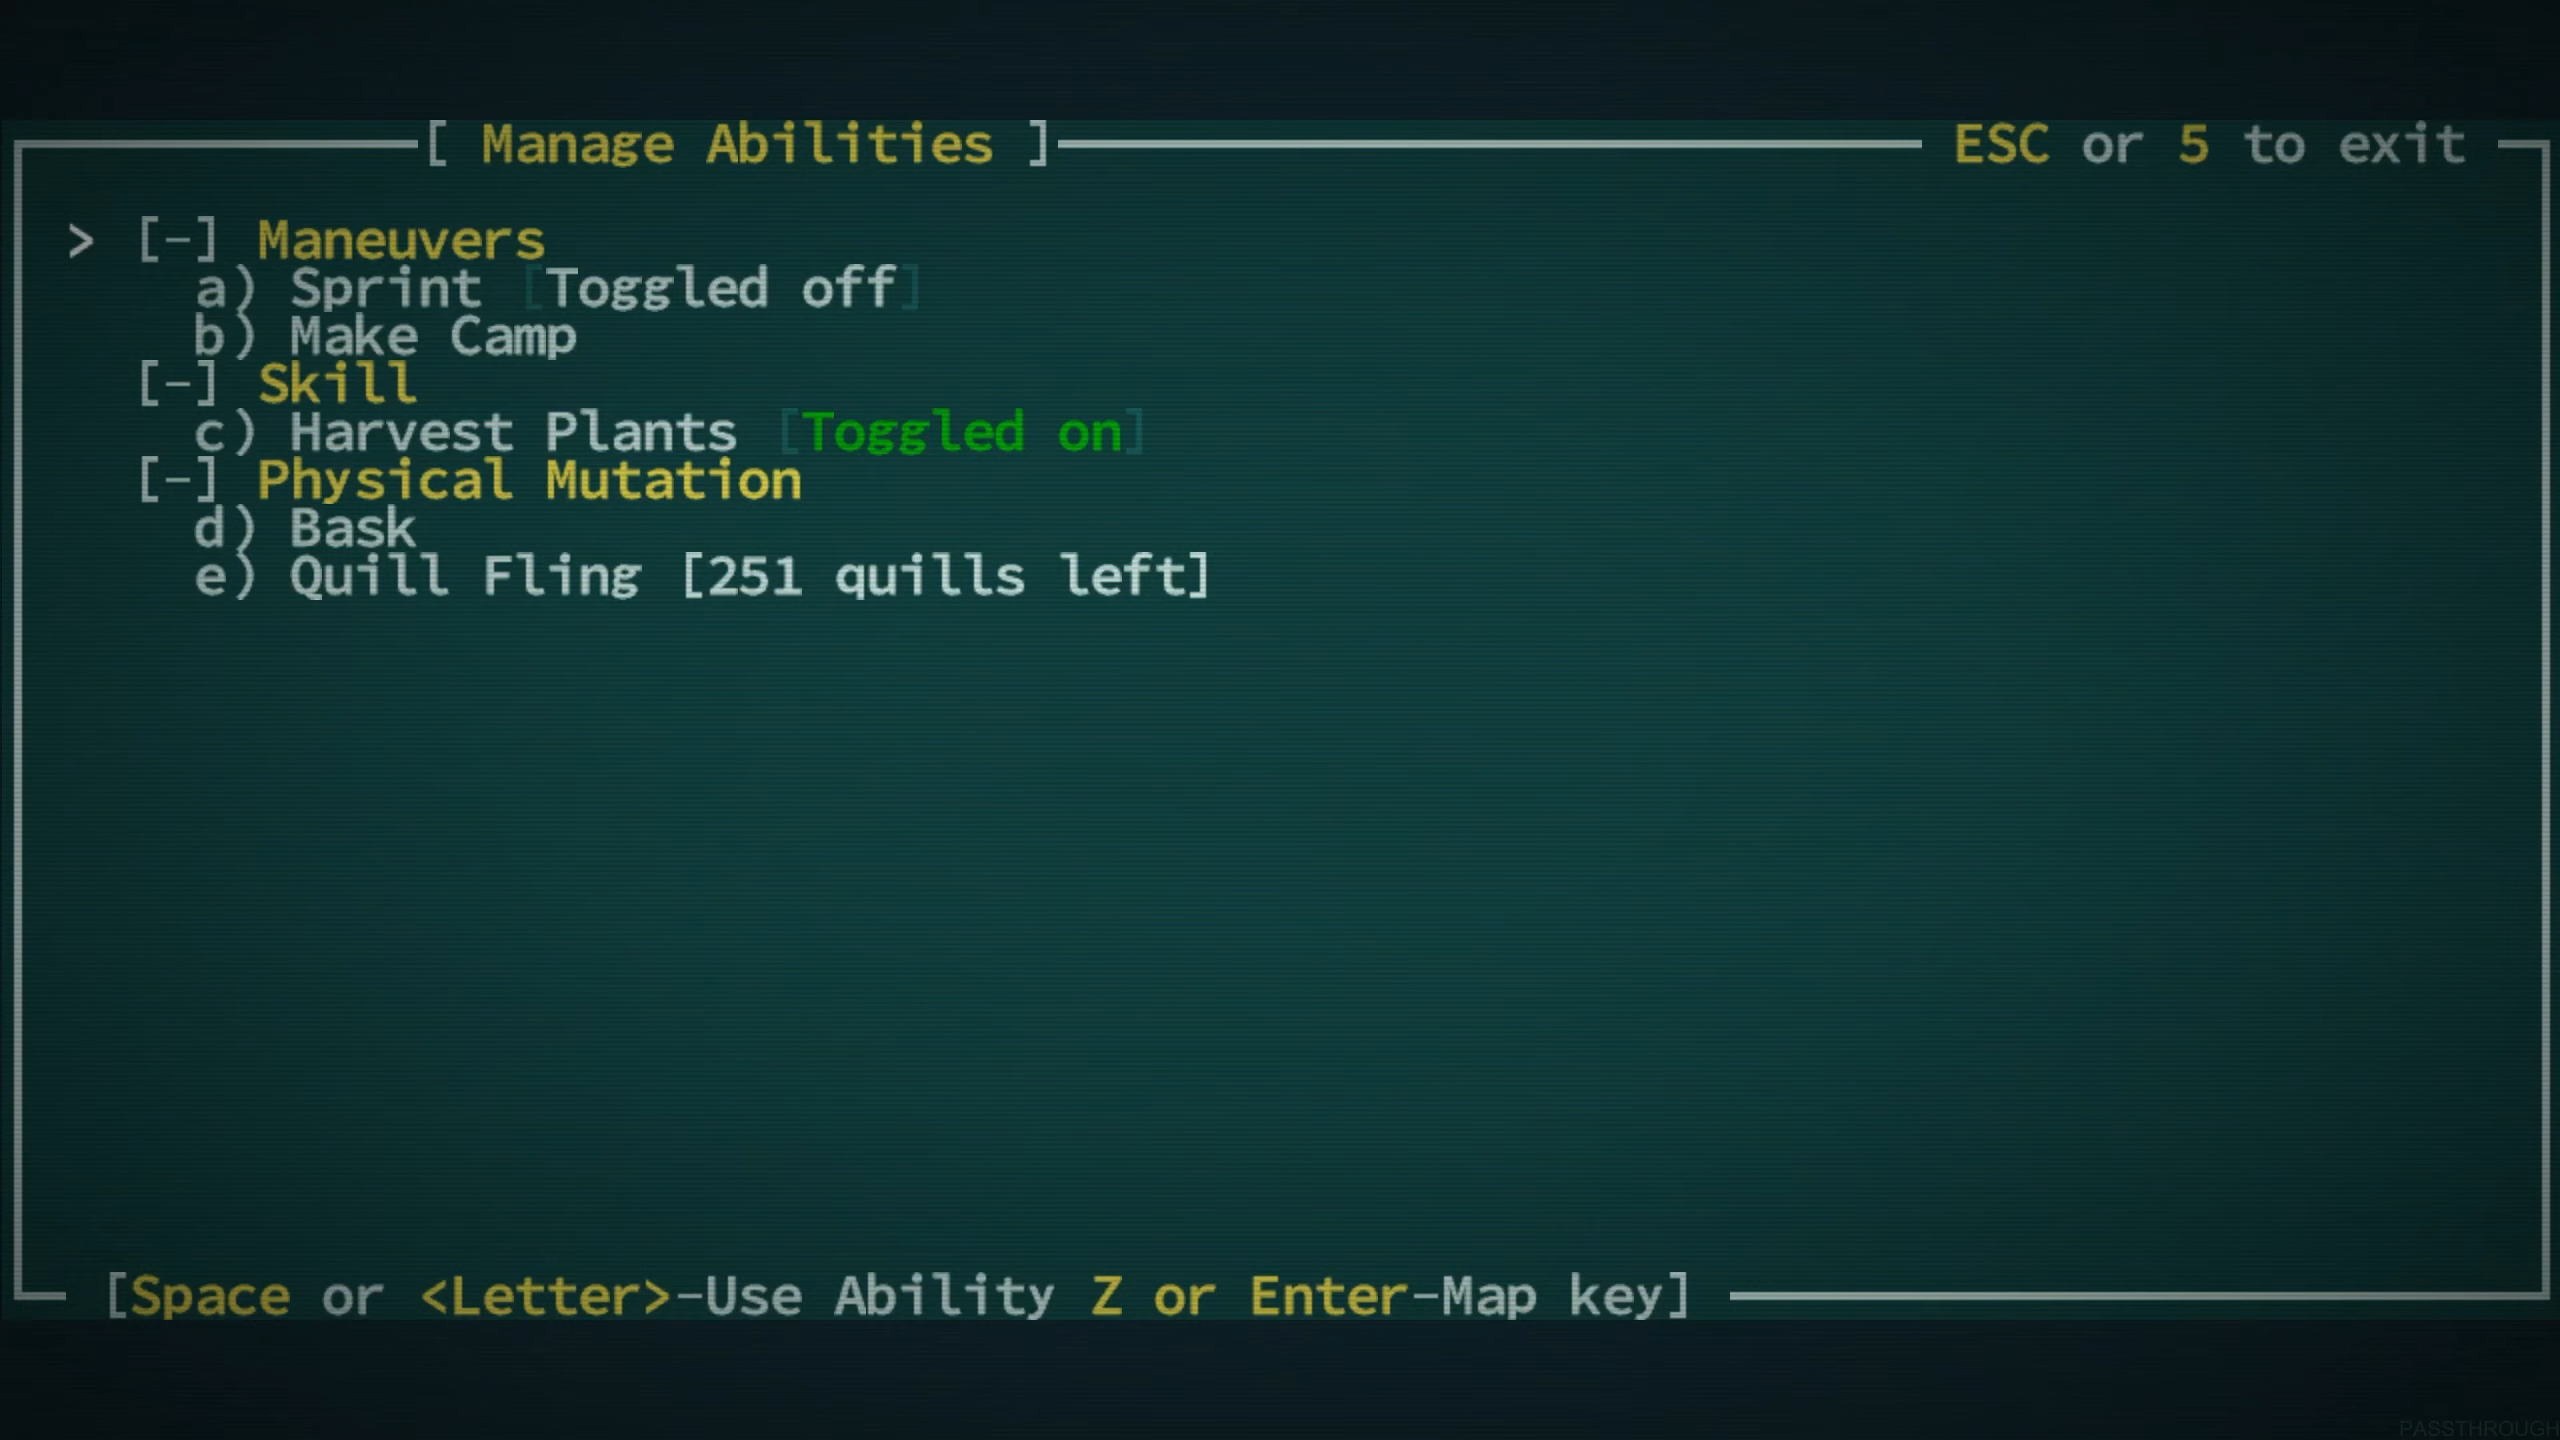 [ Manage Abilities ] ESC or 5 to exit
> [-] Maneuvers
a) Sprint [Toggled off]
b) Make Camp
[-] Skill
c) Harvest Plants [Toggled on]
[-] Physical Mutation
d) Bask
e) Quill Fling [251 quills left]
[Space or <Letter>-Use Ability Z or Enter-Map key]
PASSTHROUGH